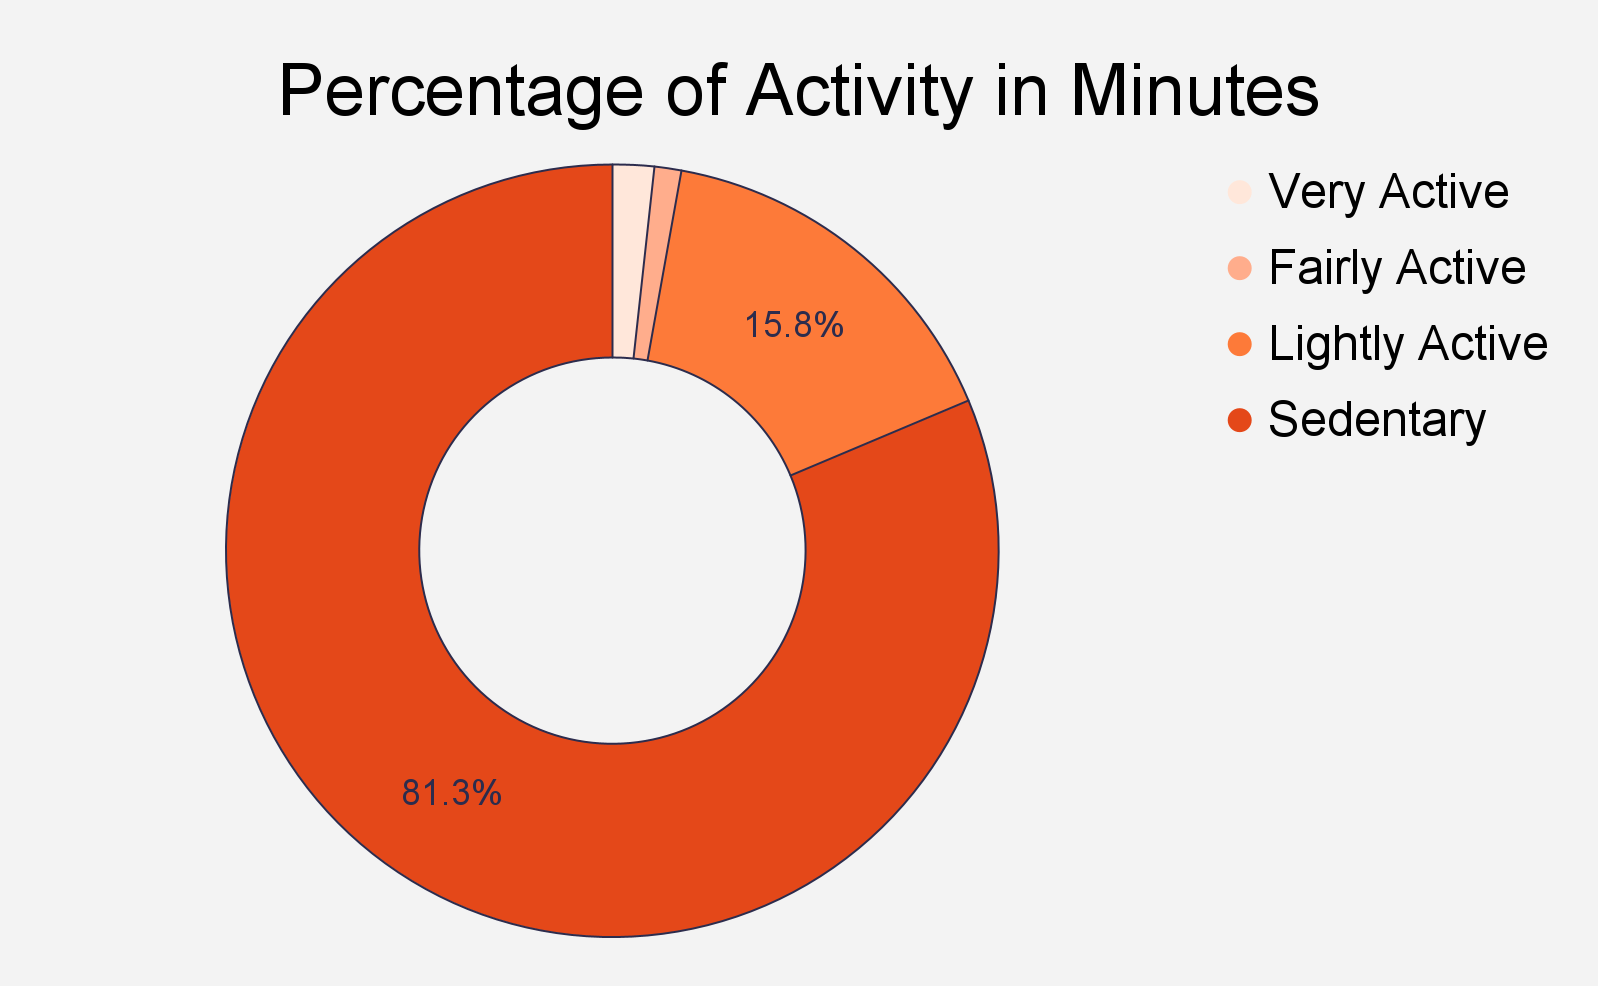 Percentage of Activity in Minutes
Very Active
Fairly Active
Lightly Active
Sedentary
15.8%
81.3%